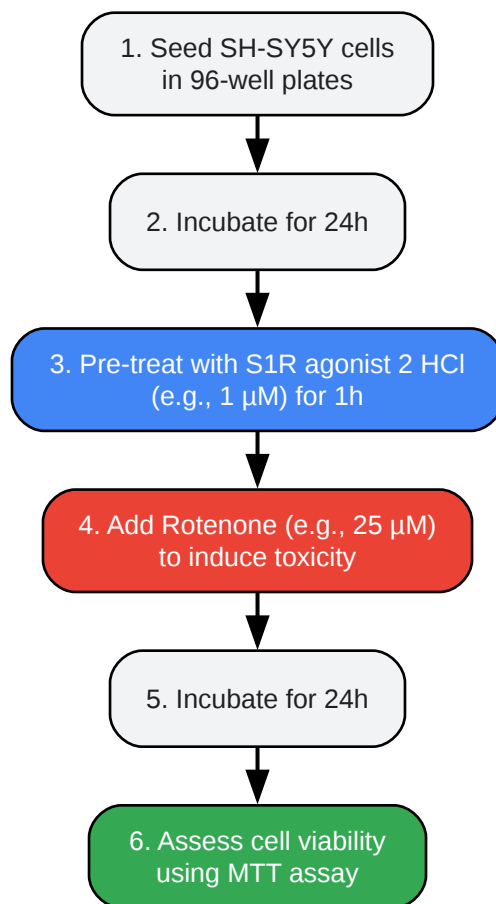 1. Seed SH-SY5Y cells
in 96-well plates
2. Incubate for 24h
3. Pre-treat with S1R agonist 2 HCl
(e.g., 1 µM) for 1h
4. Add Rotenone (e.g., 25 µM)
to induce toxicity
5. Incubate for 24h
6. Assess cell viability
using MTT assay